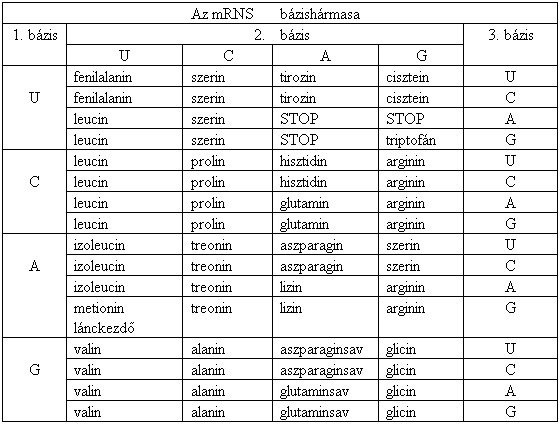 Az mRNS bázishármasa
1. bázis 2. bázis 3. bázis
U C A G
fenilalanin szerin tirozin cisztein U
U fenilalanin szerin tirozin cisztein C
leucin szerin STOP STOP A
leucin szerin STOP triptofán G
leucin prolin hisztidin arginin U
C leucin prolin hisztidin arginin C
leucin prolin glutamin arginin A
leucin prolin glutamin arginin G
izoleucin treonin aszparagin szerin U
A izoleucin treonin aszparagin szerin C
izoleucin treonin lizin arginin A
metionin treonin lizin arginin G
lánckezdő
valin alanin aszparaginsav glicin U
G valin alanin aszparaginsav glicin C
valin alanin glutaminsav glicin A
valin alanin glutaminsav glicin G